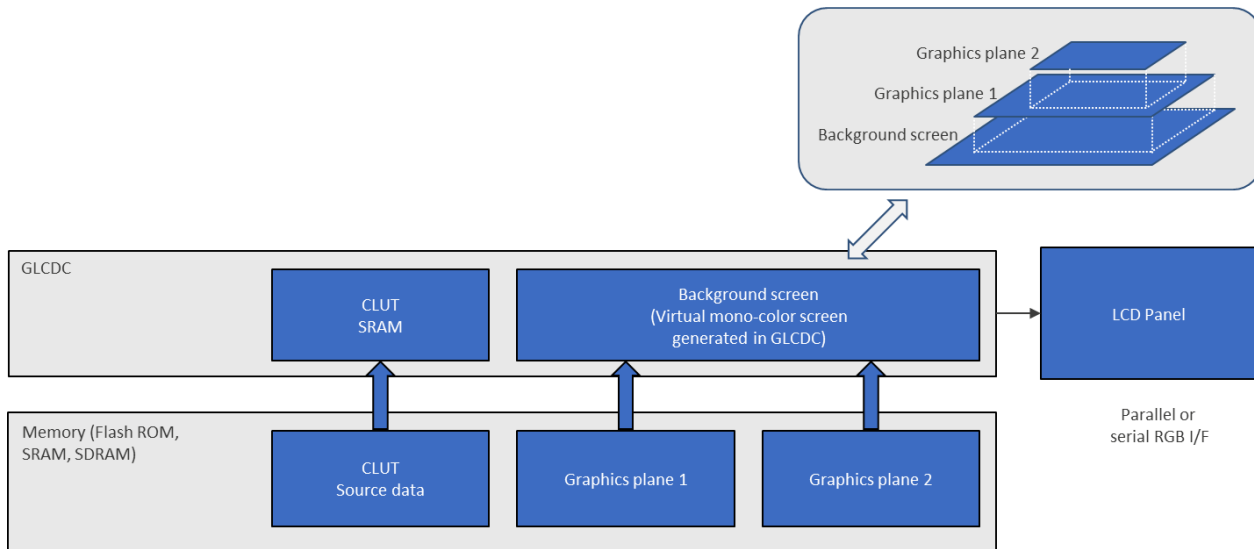 Graphics plane 2
Graphics plane 1
Background screen
GLCDC
CLUT
SRAM
Background screen
(Virtual mono-color screen
generated in GLCDC)
LCD Panel
Parallel or
serial RGB I/F
Memory (Flash ROM,
SRAM, SDRAM)
CLUT
Source data
Graphics plane 1
Graphics plane 2